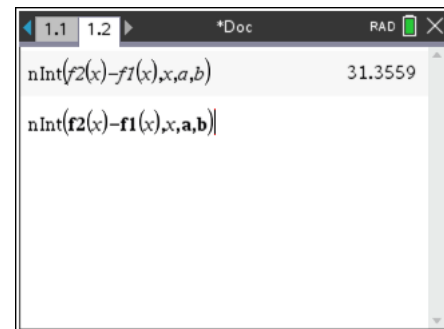 1.1 1.2 *Doc RAD
nInt(f2(x)–f1(x),x,a,b) 31.3559
nInt(f2(x)–f1(x),x,a,b)